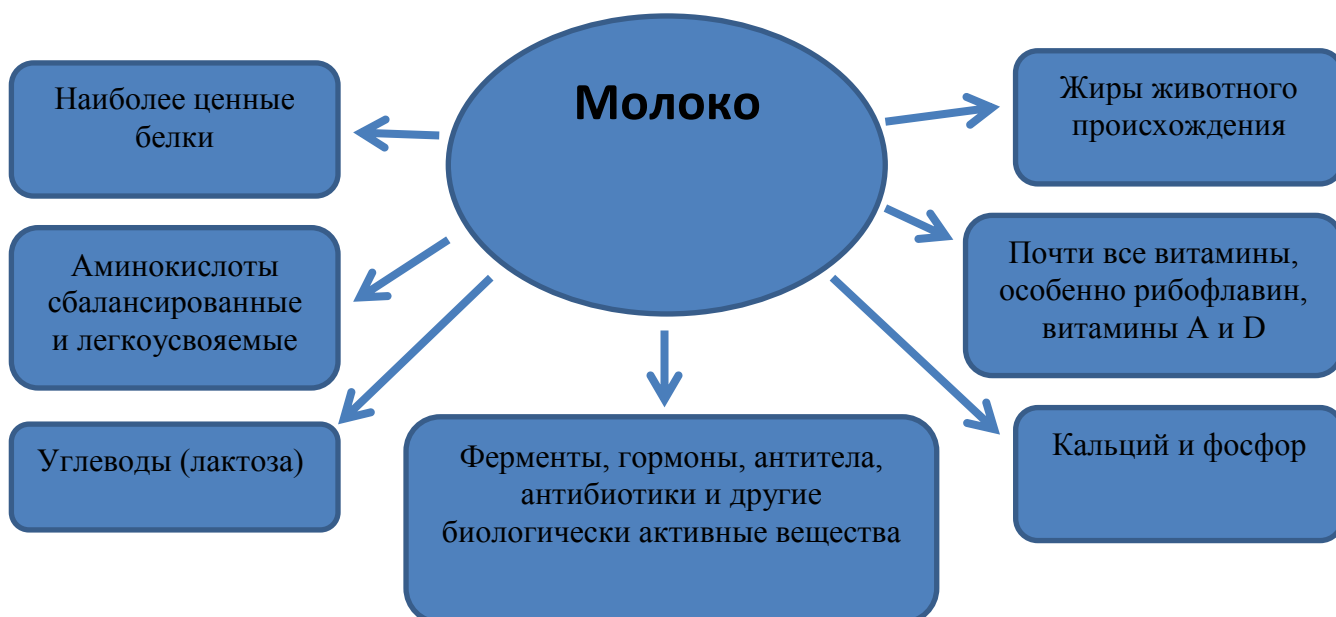 Молоко
Наиболее ценные
белки
Аминокислоты
сбалансированные
и легкоусвояемые
Углеводы (лактоза)
Ферменты, гормоны, антитела,
антибиотики и другие
биологически активные вещества
Жиры животного
происхождения
Почти все витамины,
особенно рибофлавин,
витамины А и D
Кальций и фосфор